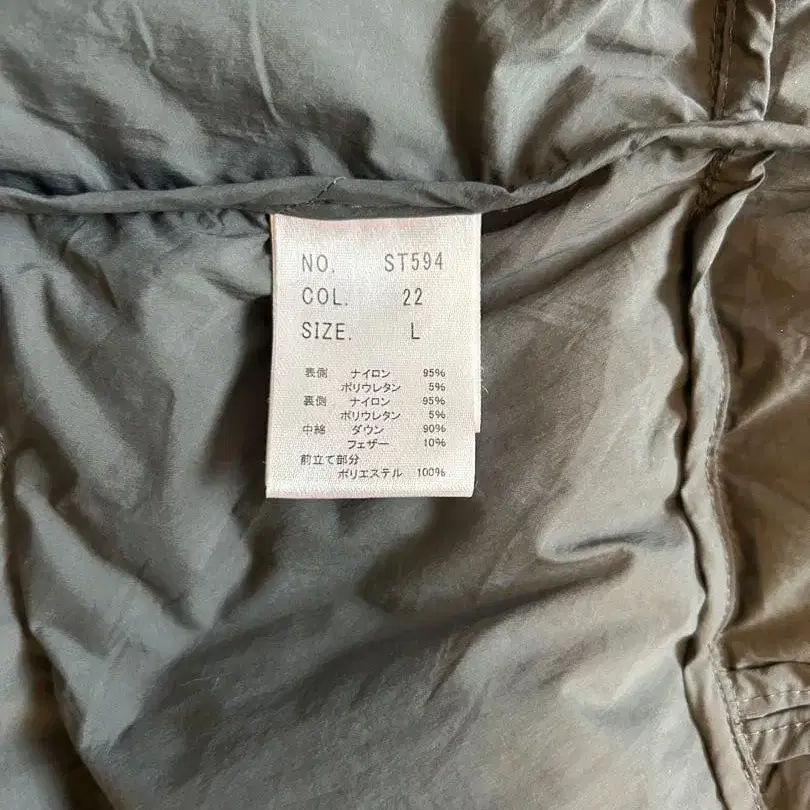 NO. ST594
COL. 22
SIZE. L
表側 ナイロン 95%
ポリウレタン 5%
裏側 ナイロン 95%
ポリウレタン 5%
中綿 ダウン 90%
フェザー 10%
前立て部分
ポリエステル 100%